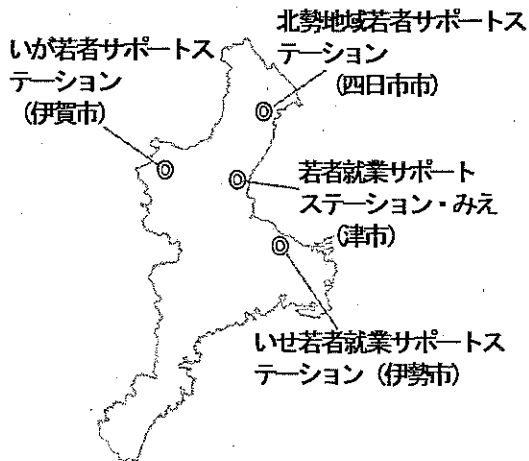 北勢地域若者サポートス
テーション
(四日市市)
いが若者サポートス
テーション
(伊賀市)
若者就業サポート
ステーション・みえ
(津市)
いせ若者就業サポートス
テーション (伊勢市)